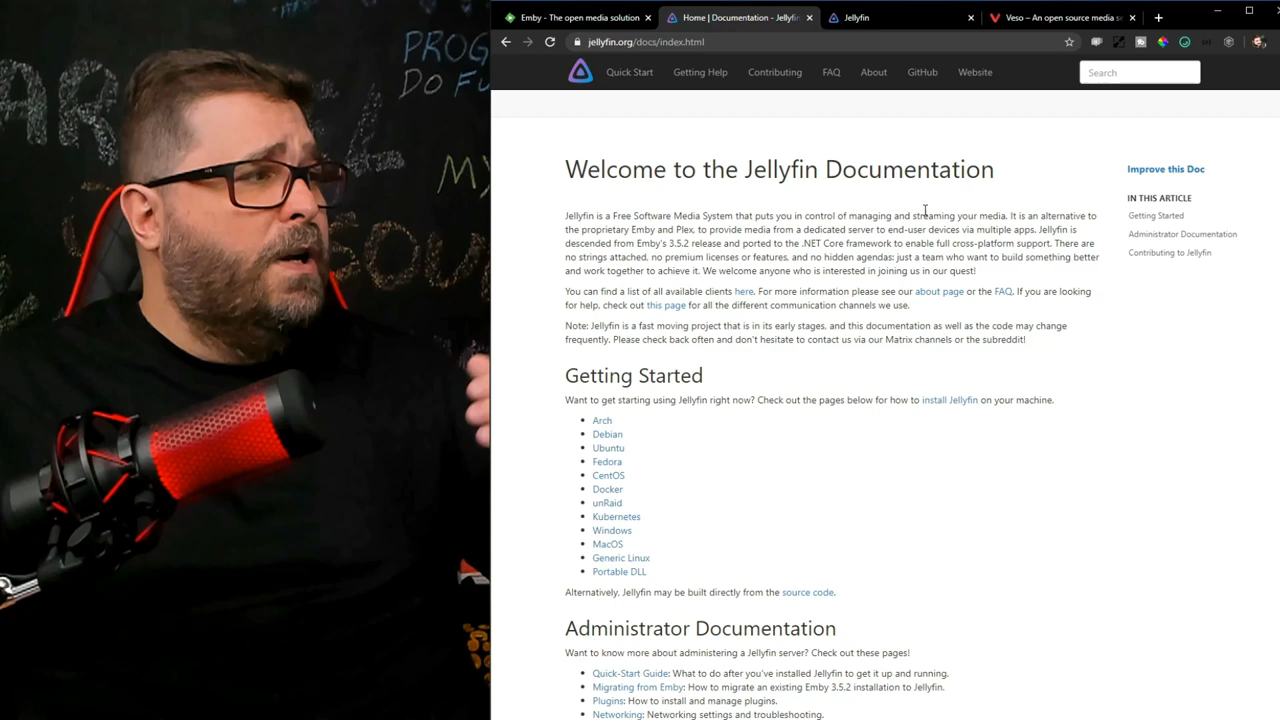 PROG
DO FU
AR
MY
Emby - The open media solution
Home | Documentation - Jellyfin
Jellyfin
Veso – An open source media s
jellyfin.org/docs/index.html
Quick Start
Getting Help
Contributing
FAQ
About
GitHub
Website
Search
Welcome to the Jellyfin Documentation
Jellyfin is a Free Software Media System that puts you in control of managing and streaming your media. It is an alternative to
the proprietary Emby and Plex, to provide media from a dedicated server to end-user devices via multiple apps. Jellyfin is
descended from Emby's 3.5.2 release and ported to the .NET Core framework to enable full cross-platform support. There are
no strings attached, no premium licenses or features, and no hidden agendas: just a team who want to build something better
and work together to achieve it. We welcome anyone who is interested in joining us in our quest!
You can find a list of all available clients here. For more information please see our about page or the FAQ. If you are looking
for help, check out this page for all the different communication channels we use.
Note: Jellyfin is a fast moving project that is in its early stages, and this documentation as well as the code may change
frequently. Please check back often and don't hesitate to contact us via our Matrix channels or the subreddit!
Getting Started
Want to get starting using Jellyfin right now? Check out the pages below for how to install Jellyfin on your machine.
Arch
Debian
Ubuntu
Fedora
CentOS
Docker
unRaid
Kubernetes
Windows
MacOS
Generic Linux
Portable DLL
Alternatively, Jellyfin may be built directly from the source code.
Administrator Documentation
Want to know more about administering a Jellyfin server? Check out these pages!
Quick-Start Guide: What to do after you've installed Jellyfin to get it up and running.
Migrating from Emby: How to migrate an existing Emby 3.5.2 installation to Jellyfin.
Plugins: How to install and manage plugins.
Networking: Networking settings and troubleshooting.
Improve this Doc
IN THIS ARTICLE
Getting Started
Administrator Documentation
Contributing to Jellyfin